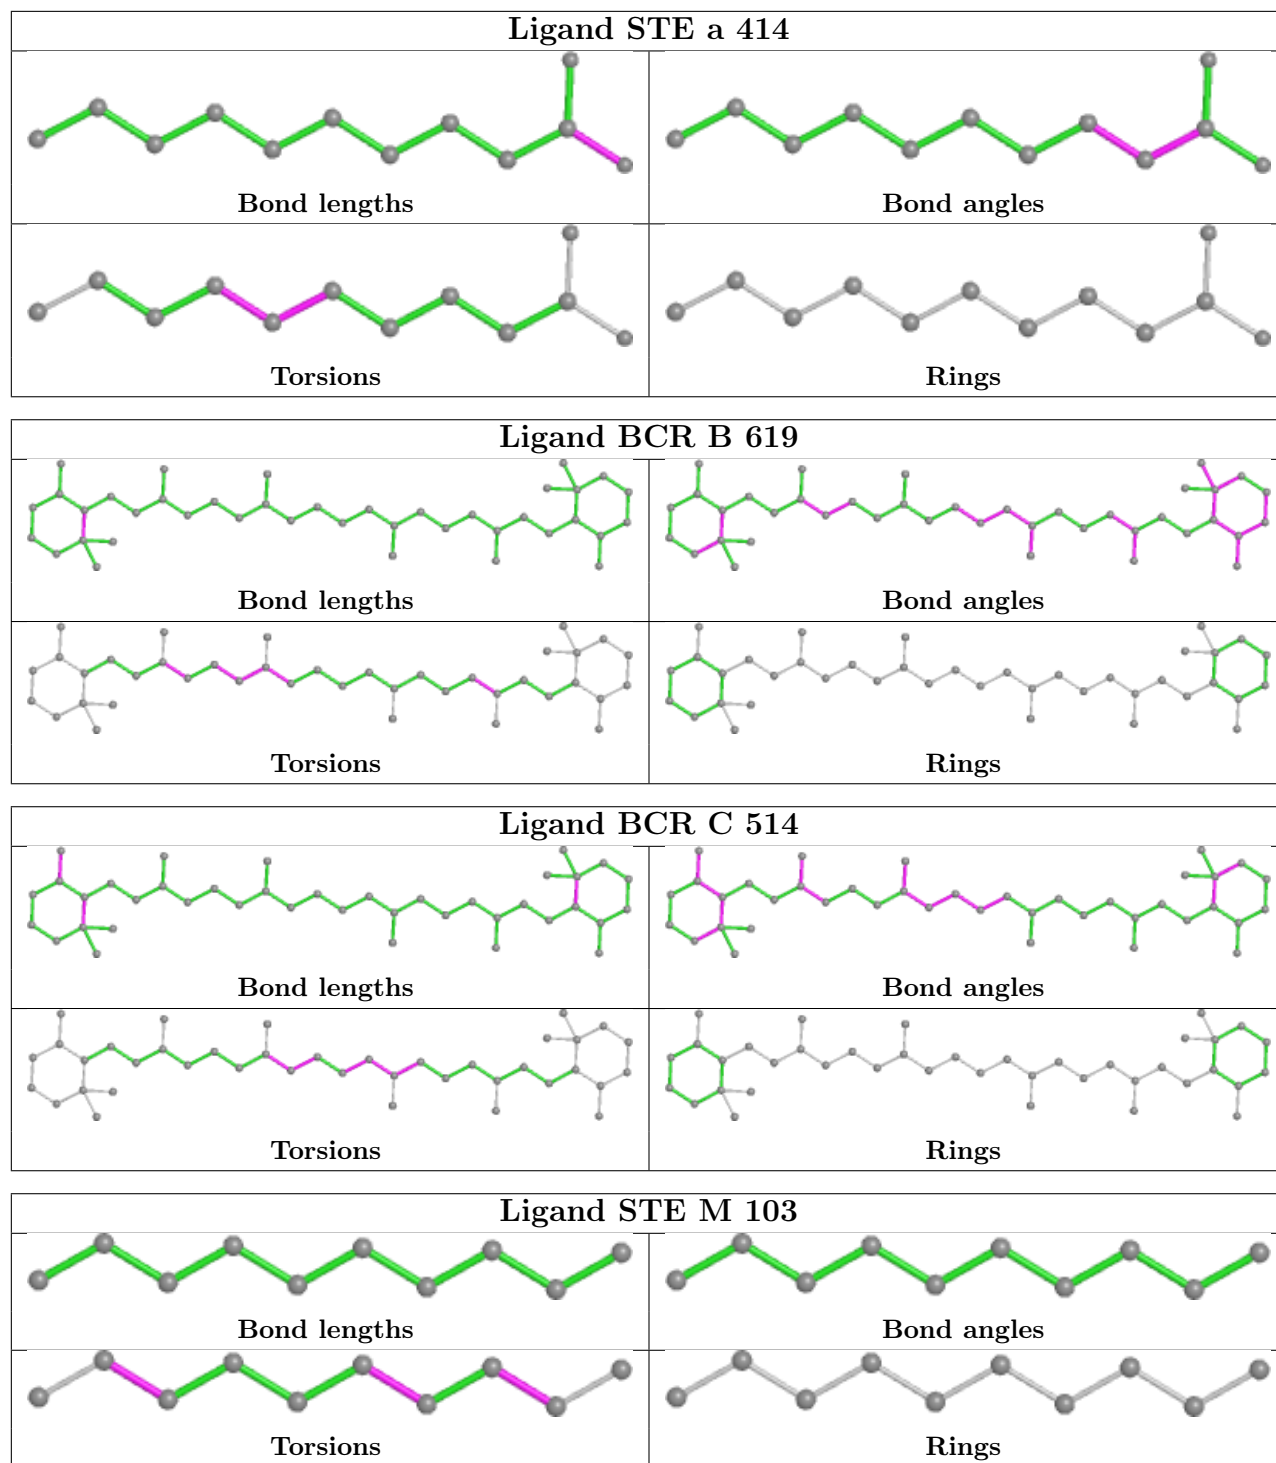 Ligand STE a 414
Bond lengths
Bond angles
Torsions
Rings
Ligand BCR B 619
Bond lengths
Bond angles
Torsions
Rings
Ligand BCR C 514
Bond lengths
Bond angles
Torsions
Rings
Ligand STE M 103
Bond lengths
Bond angles
Torsions
Rings